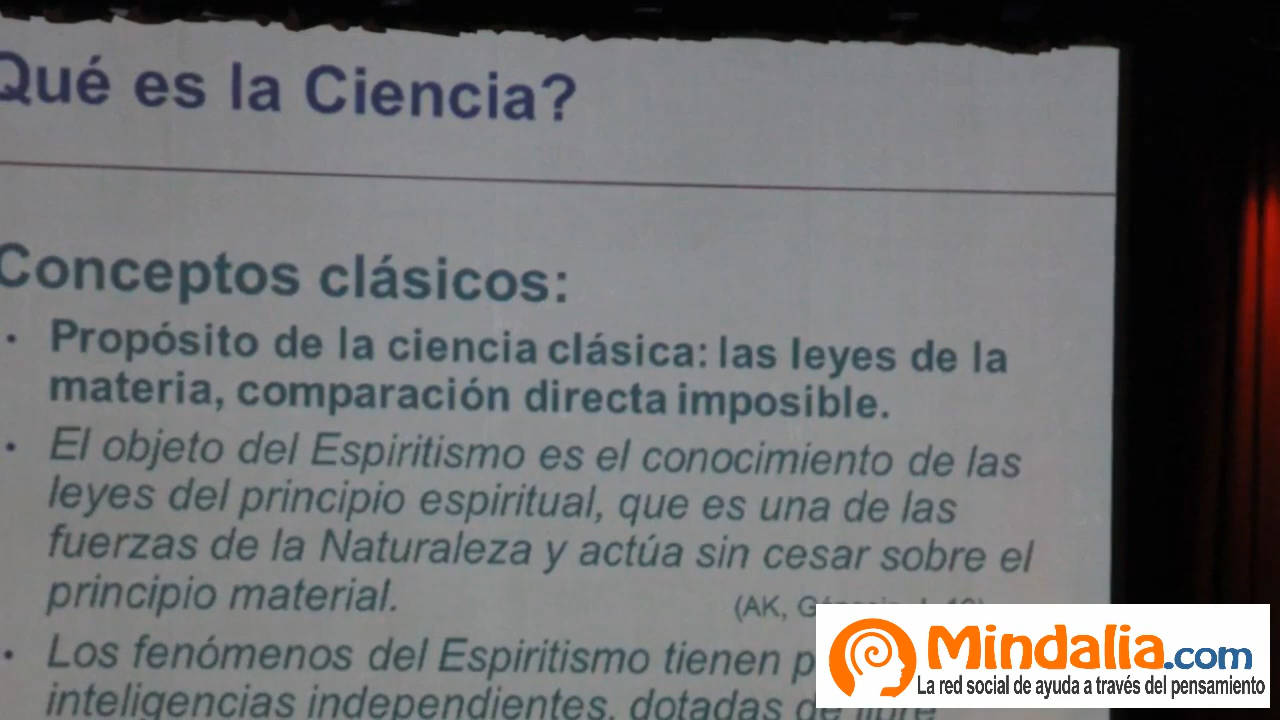 Qué es la Ciencia?
Conceptos clásicos:
· Propósito de la ciencia clásica: las leyes de la
materia, comparación directa imposible.
· El objeto del Espiritismo es el conocimiento de las
leyes del principio espiritual, que es una de las
fuerzas de la Naturaleza y actúa sin cesar sobre el
principio material.
(AK,
· Los fenómenos del Espiritismo tienen
inteligencias independientes, dotadas de libre
Mindalia.com
La red social de ayuda a través del pensamiento